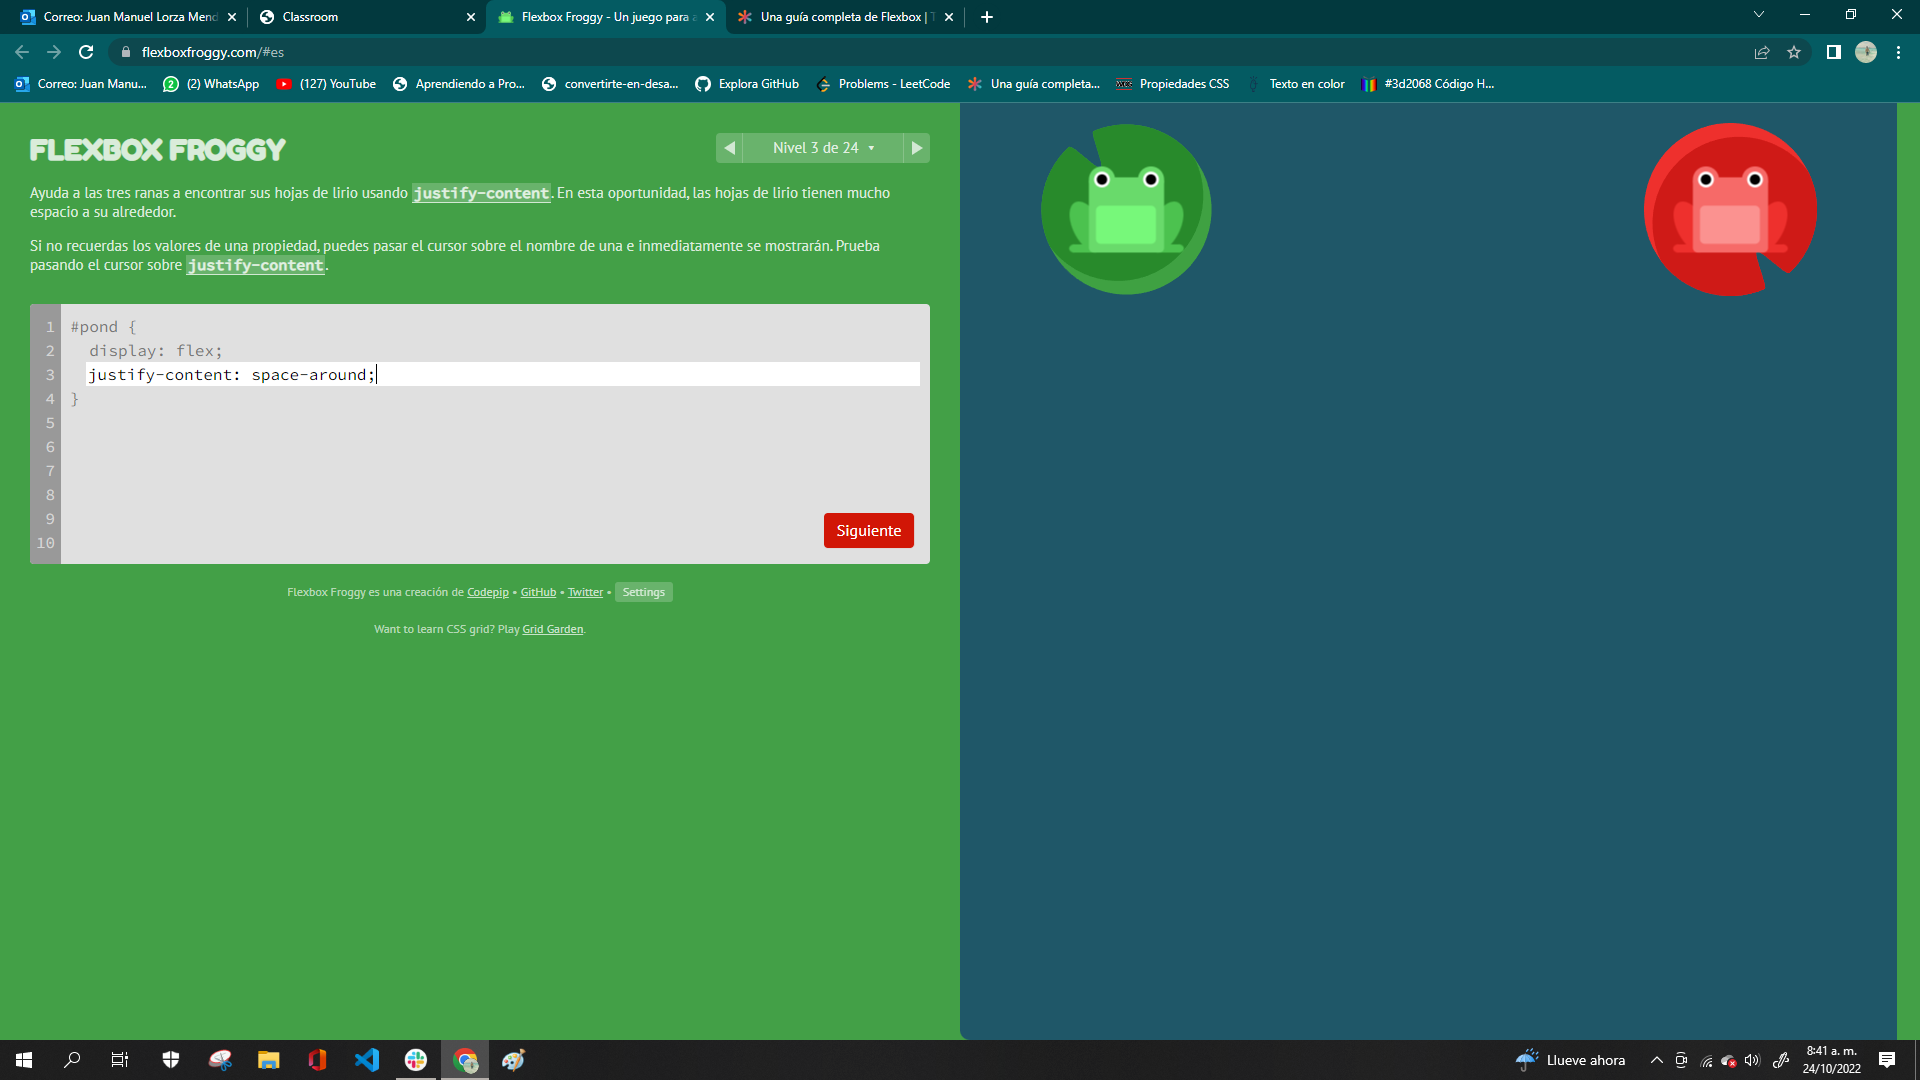 Correo: Juan Manuel Lorza Mend
Classroom
Flexbox Froggy - Un juego para a
Una guía completa de Flexbox | T
flexboxfroggy.com/#es
Correo: Juan Manu...
(2) WhatsApp
(127) YouTube
Aprendiendo a Pro...
convertirte-en-desa...
Explora GitHub
Problems - LeetCode
Una guía completa...
Propiedades CSS
Texto en color
#3d2068 Código H...
FLEXBOX FROGGY
Nivel 3 de 24
Ayuda a las tres ranas a encontrar sus hojas de lirio usando justify-content. En esta oportunidad, las hojas de lirio tienen mucho
espacio a su alrededor.
Si no recuerdas los valores de una propiedad, puedes pasar el cursor sobre el nombre de una e inmediatamente se mostrarán. Prueba
pasando el cursor sobre justify-content.
1 #pond {
2 display: flex;
3 justify-content: space-around;
4 }
5
6
7
8
9
10
Siguiente
Flexbox Froggy es una creación de Codepip • GitHub • Twitter • Settings
Want to learn CSS grid? Play Grid Garden.
Llueve ahora
8:41 a. m.
24/10/2022